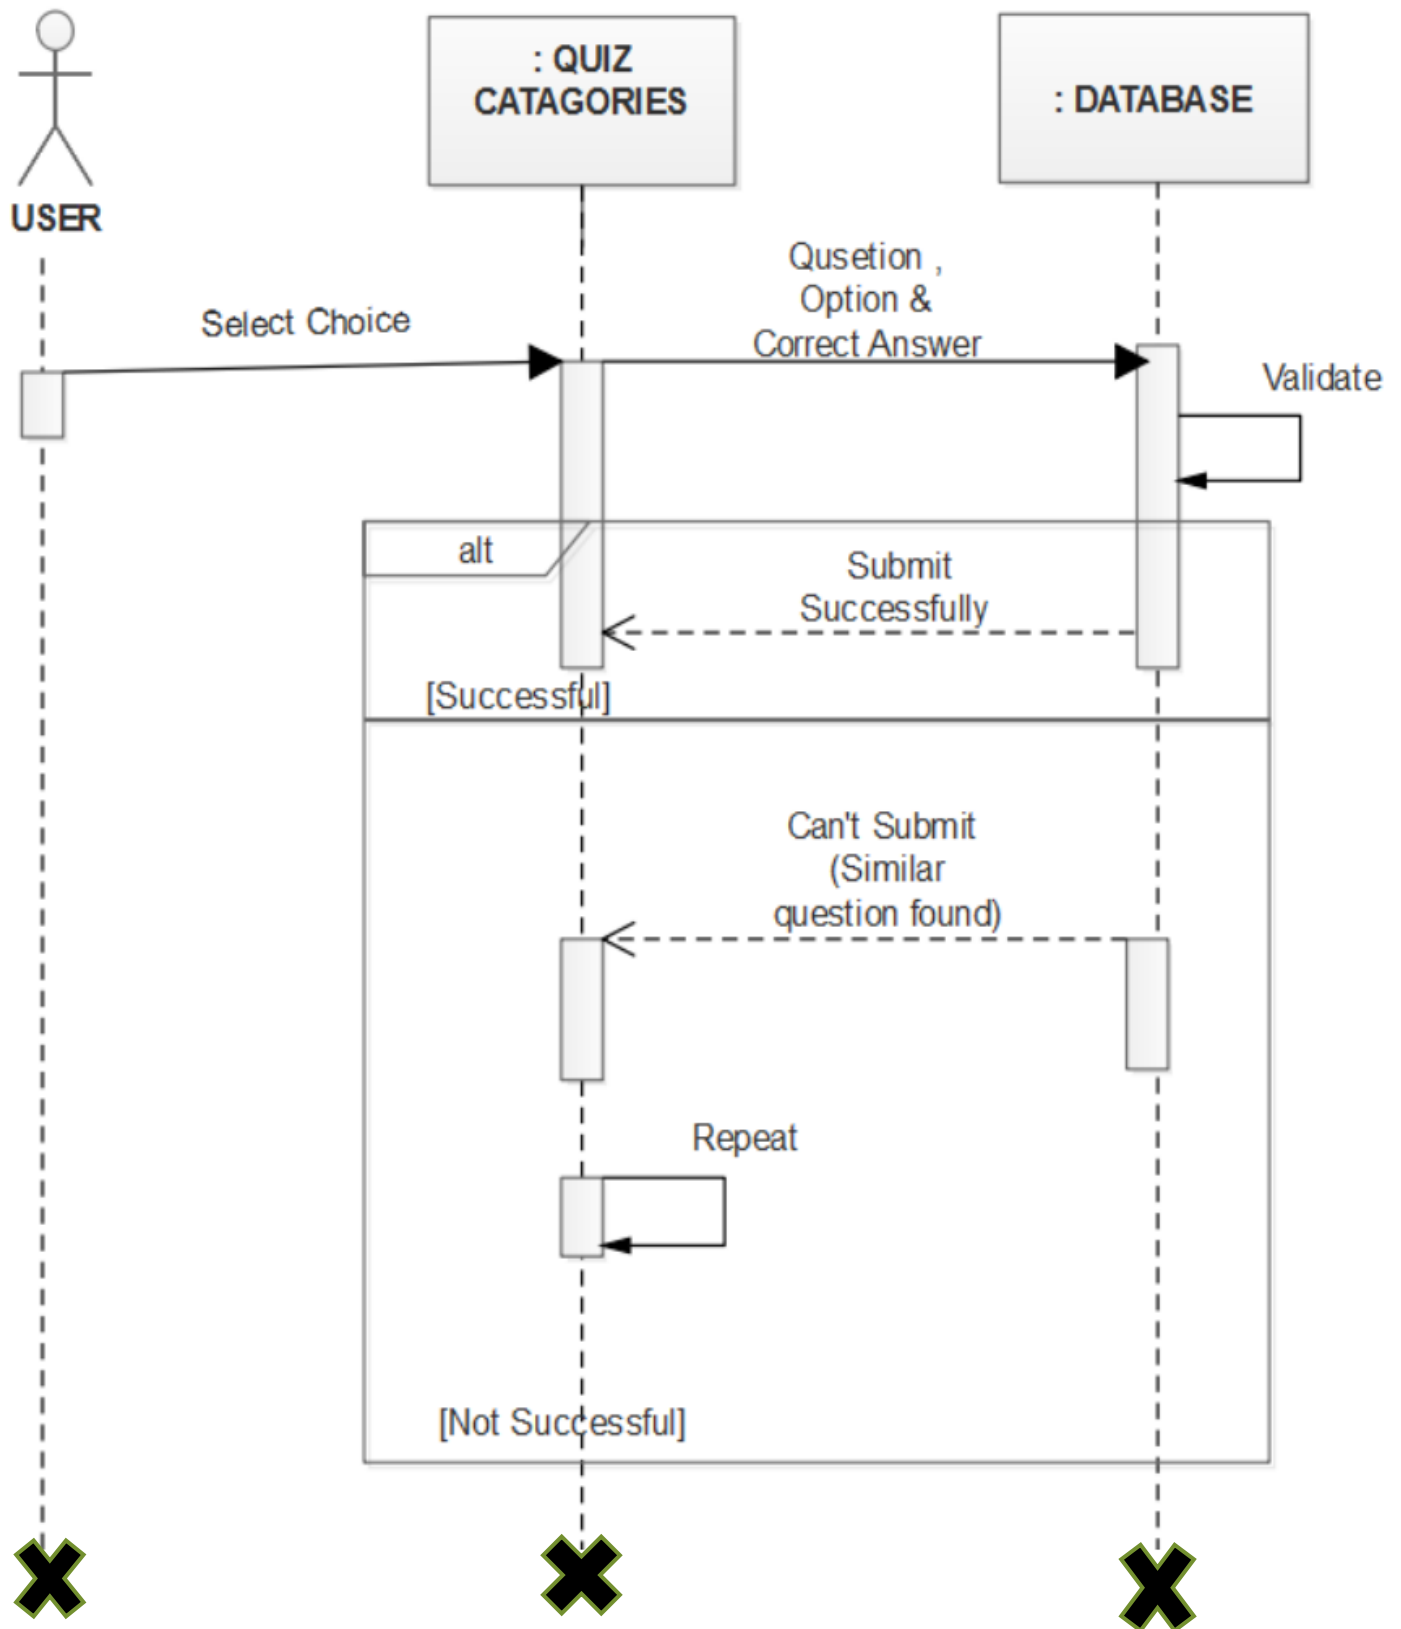 : QUIZ
CATAGORIES
: DATABASE
USER
Qusetion ,
Option &
Correct Answer
Select Choice
Validate
alt
Submit
Successfully
[Successful]
Can't Submit
(Similar
question found)
Repeat
[Not Successful]